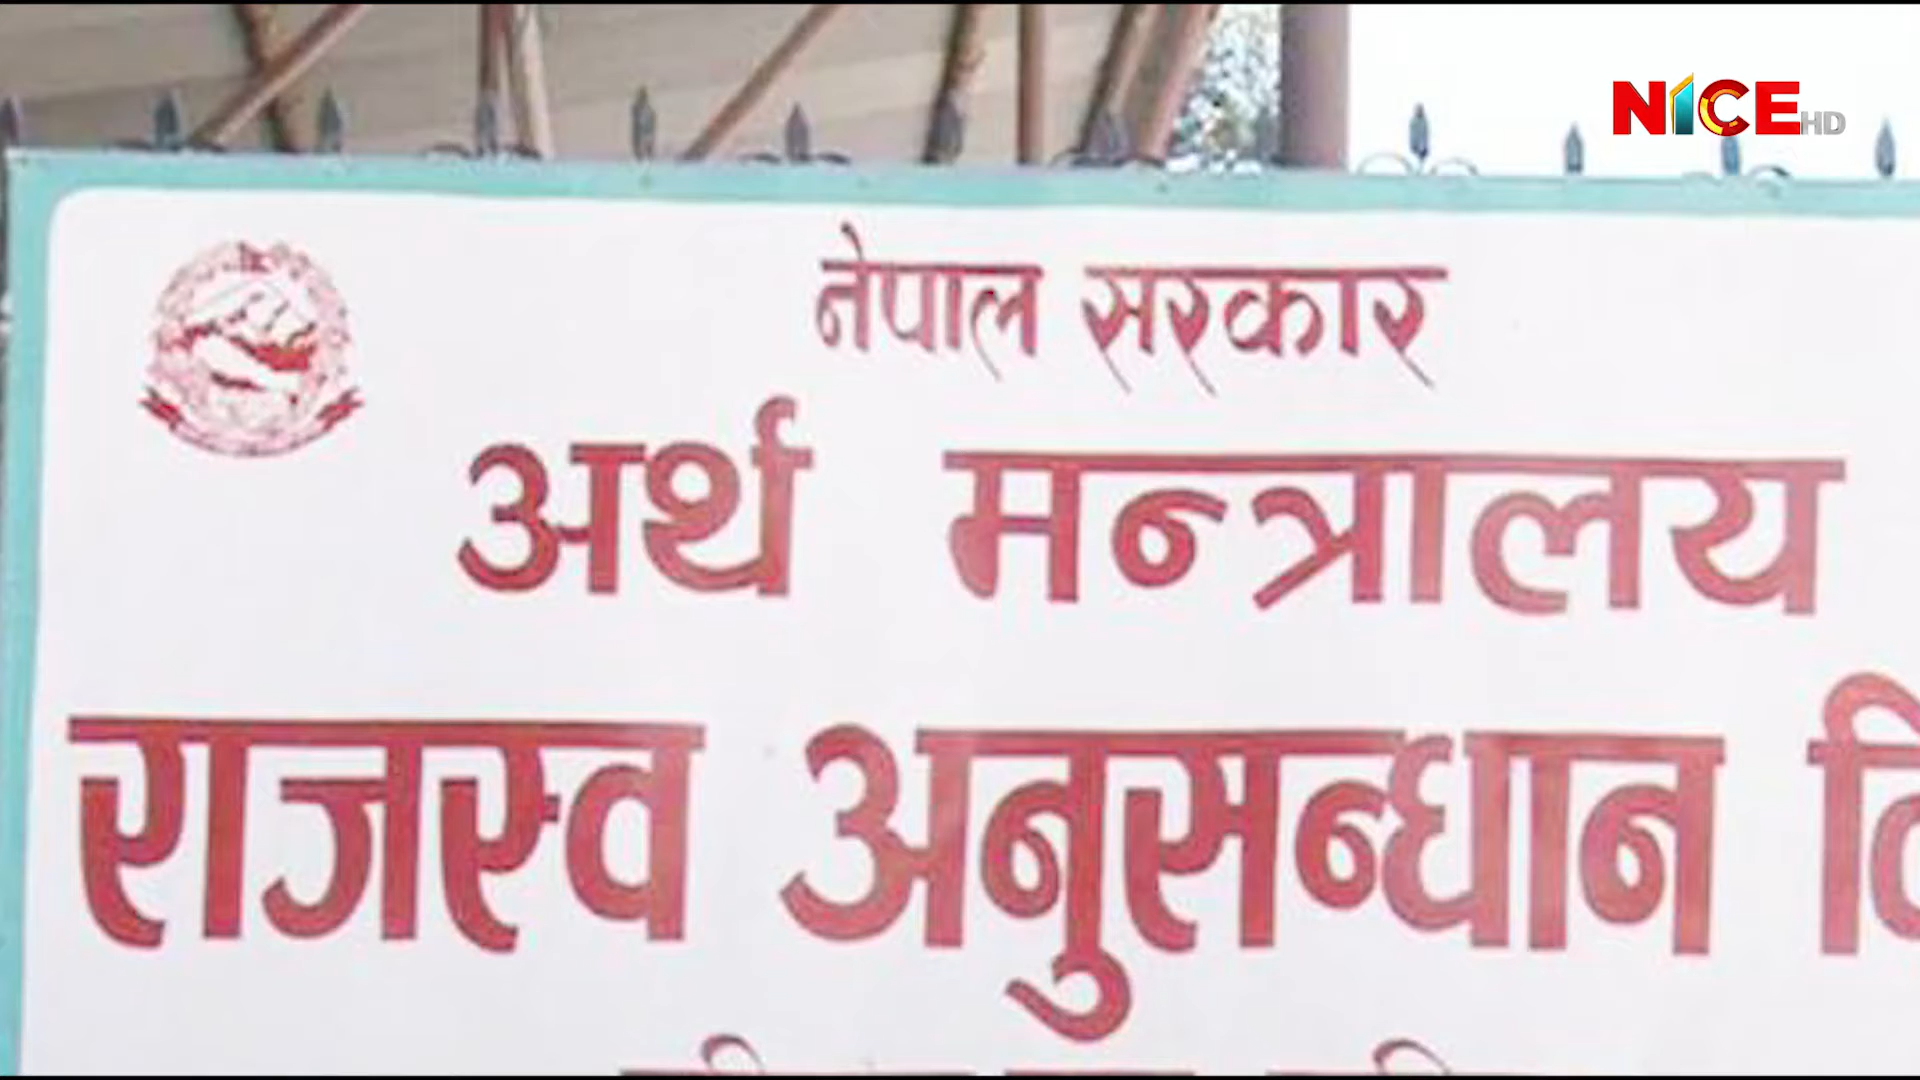 NICE HD
नेपाल सरकार
अर्थ मन्त्रालय
राजस्व अनुसन्धान